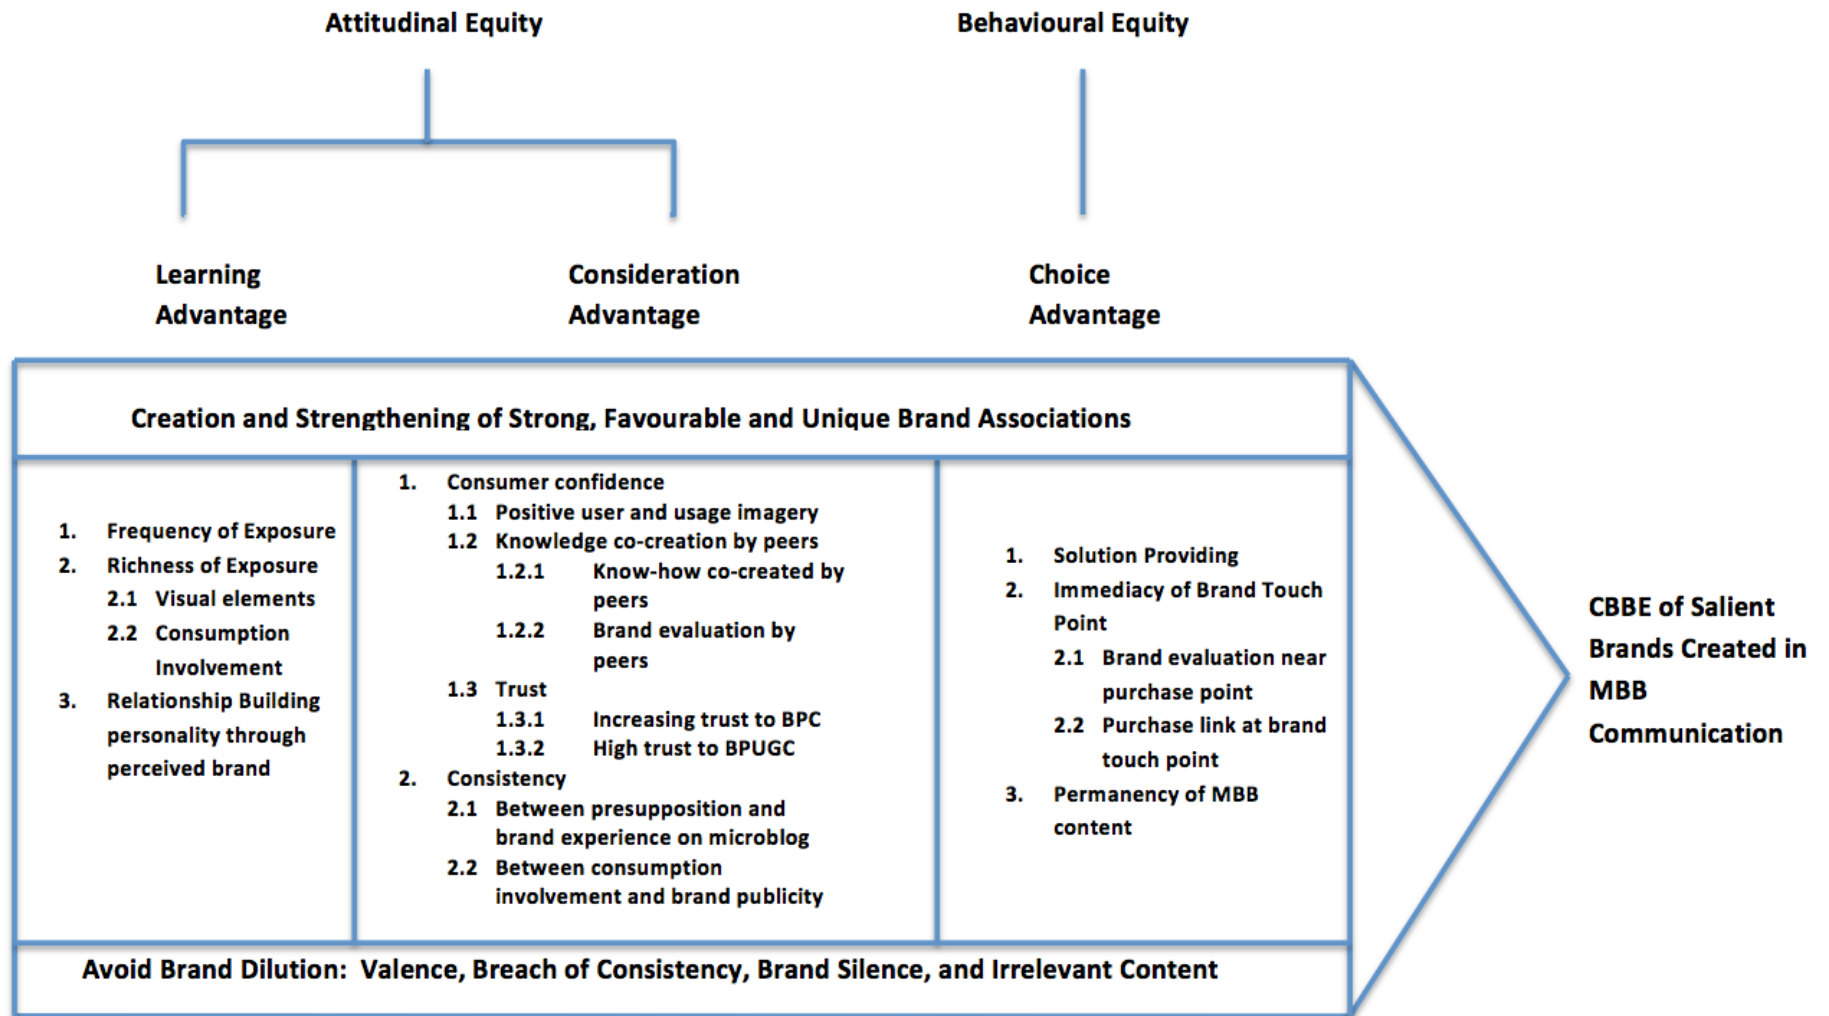 Attitudinal Equity
Behavioural Equity
Learning
Advantage
Consideration
Advantage
Choice
Advantage
Creation and Strengthening of Strong, Favourable and Unique Brand Associations
1. Frequency of Exposure
2. Richness of Exposure
2.1 Visual elements
2.2 Consumption
Involvement
3. Relationship Building
personality through
perceived brand
1. Consumer confidence
1.1 Positive user and usage imagery
1.2 Knowledge co-creation by peers
1.2.1 Know-how co-created by
peers
1.2.2 Brand evaluation by
peers
1.3 Trust
1.3.1 Increasing trust to BPC
1.3.2 High trust to BPUGC
2. Consistency
2.1 Between presupposition and
brand experience on microblog
2.2 Between consumption
involvement and brand publicity
1. Solution Providing
2. Immediacy of Brand Touch
Point
2.1 Brand evaluation near
purchase point
2.2 Purchase link at brand
touch point
3. Permanency of MBB
content
CBBE of Salient
Brands Created in
MBB
Communication
Avoid Brand Dilution: Valence, Breach of Consistency, Brand Silence, and Irrelevant Content